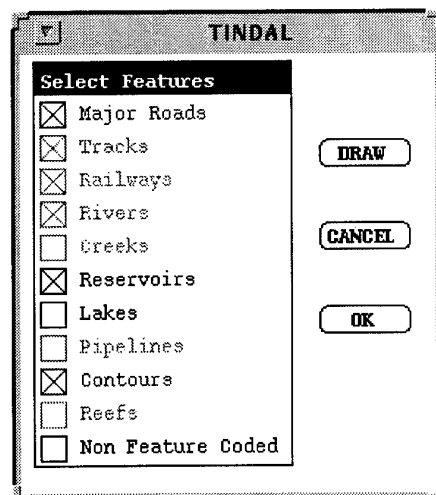 TINDAL
Select Features
Major Roads
Tracks
Railways
Rivers
Creeks
Reservoirs
Lakes
Pipelines
Contours
Reefs
Non Feature Coded
DRAW
CANCEL
OK